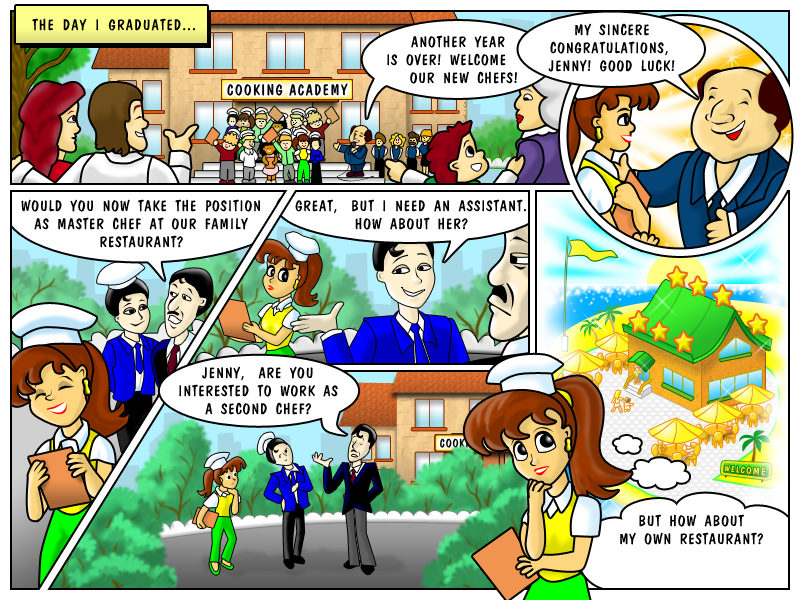 THE DAY I GRADUATED...
ANOTHER YEAR
IS OVER! WELCOME
OUR NEW CHEFS!
MY SINCERE
CONGRATULATIONS,
JENNY! GOOD LUCK!
COOKING ACADEMY
WOULD YOU NOW TAKE THE POSITION
AS MASTER CHEF AT OUR FAMILY
RESTAURANT?
GREAT, BUT I NEED AN ASSISTANT.
HOW ABOUT HER?
JENNY, ARE YOU
INTERESTED TO WORK AS
A SECOND CHEF?
COOK
WELCOME
BUT HOW ABOUT
MY OWN RESTAURANT?